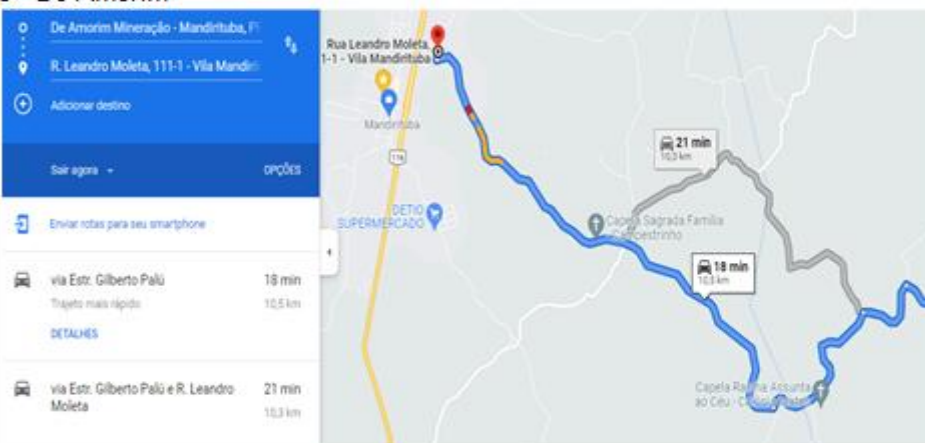 De Amorim Mineração - Mandirituba,
R. Leandro Moleta, 111-1 - Vila Mandiri
Adicionar destino
Sair agora
OPÇÕES
Enviar rotas para seu smartphone
via Estr. Gilberto Palú
18 min
Trajeto mais rápido
10,5 km
DETALHES
via Estr. Gilberto Palú e R. Leandro
Moleta
21 min
10,3 km
Rua Leandro Moleta,
1-1 - Vila Mandirituba
Mandirituba
116
DETIO
SUPERMERCADO
21 min
10,3 km
Capela Sagrada Família
18 min
10,5 km
Capela Rainha Assunta
ao Céu